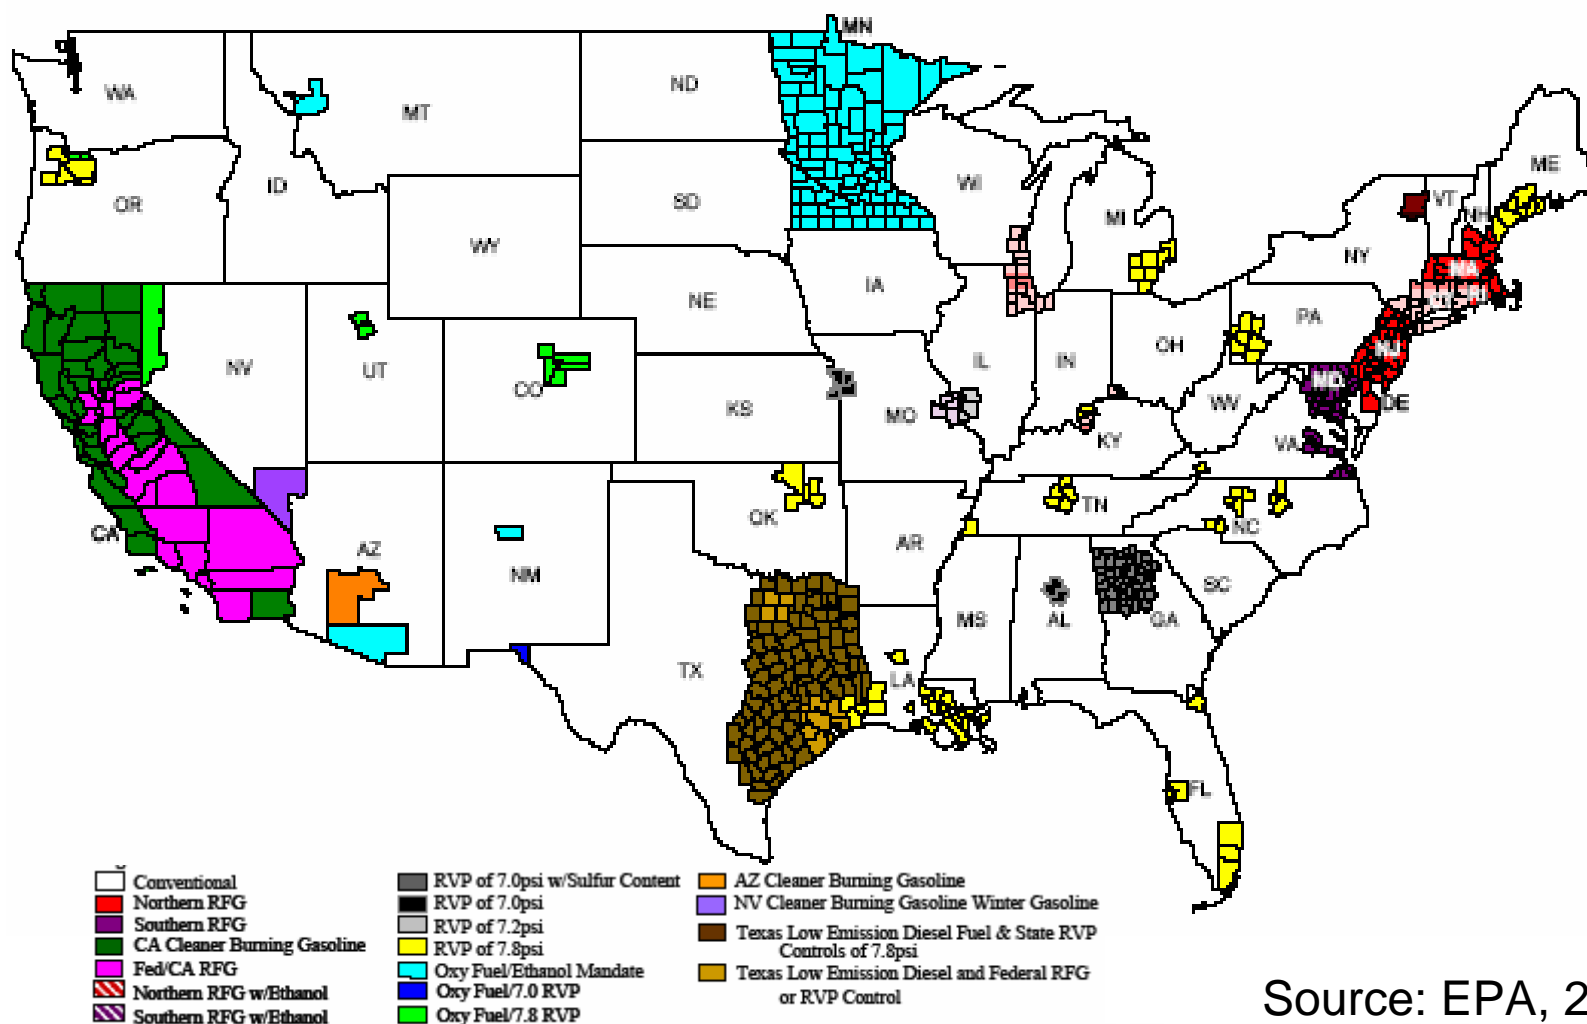 MN
WA
MT
ND
ME
OR
ID
SD
WI
MI
VT
NH
WY
NY
MA
IA
NE
PA
NV
UT
CO
KS
MO
IL
IN
OH
NJ
MD
DE
WV
VA
KY
CA
AZ
NM
OK
AR
TN
NC
SC
TX
LA
MS
AL
GA
FL
Conventional
Northern RFG
Southern RFG
CA Cleaner Burning Gasoline
Fed/CA RFG
Northern RFG w/Ethanol
Southern RFG w/Ethanol
RVP of 7.0psi w/Sulfur Content
RVP of 7.0psi
RVP of 7.2psi
RVP of 7.8psi
Oxy Fuel/Ethanol Mandate
Oxy Fuel/7.0 RVP
Oxy Fuel/7.8 RVP
AZ Cleaner Burning Gasoline
NV Cleaner Burning Gasoline Winter Gasoline
Texas Low Emission Diesel Fuel & State RVP
Controls of 7.8psi
Texas Low Emission Diesel and Federal RFG
or RVP Control
Source: EPA, 2